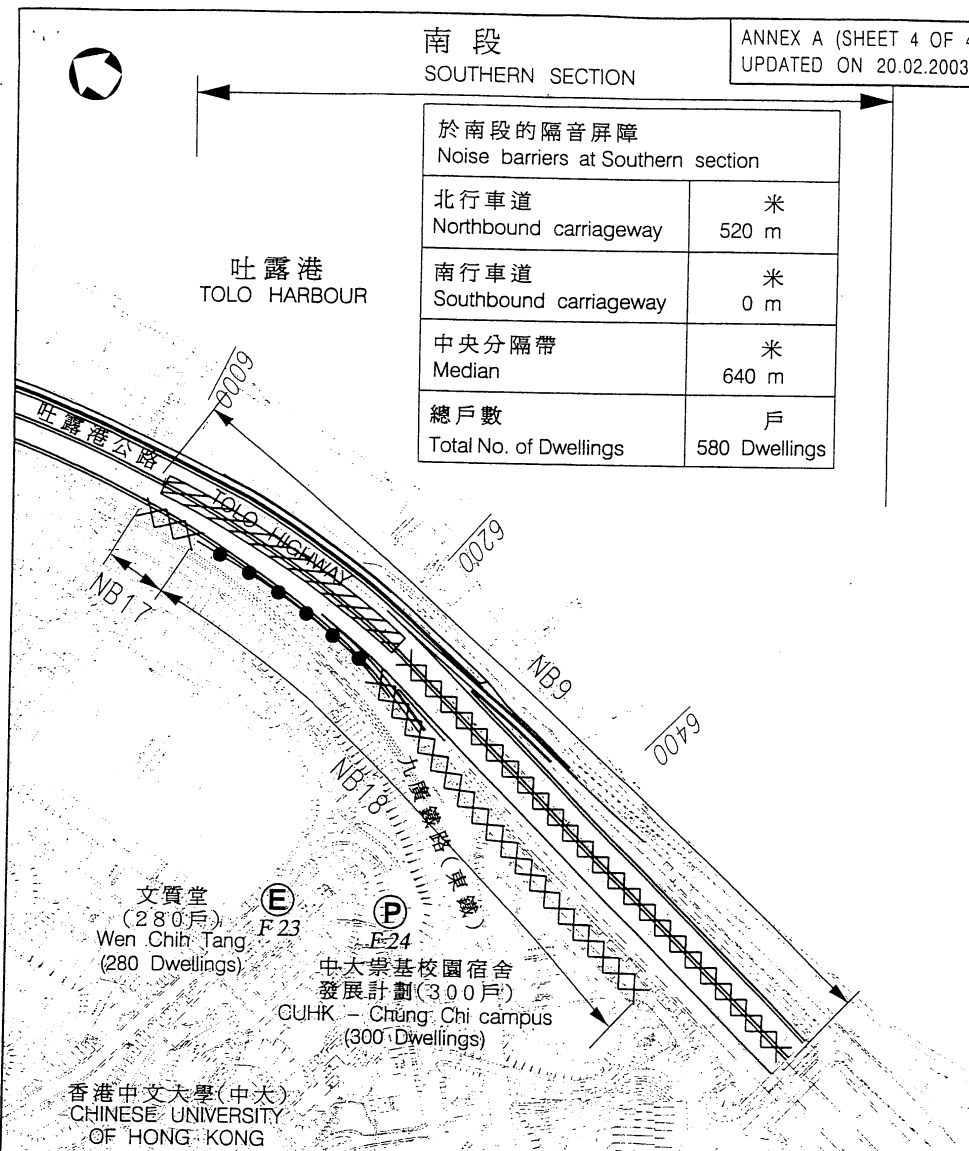 南段
SOUTHERN SECTION
ANNEX A (SHEET 4 OF 4
UPDATED ON 20.02.2003
於南段的隔音屏障
Noise barriers at Southern section
北行車道
Northbound carriageway
米
520 m
南行車道
Southbound carriageway
米
0 m
中央分隔帶
Median
米
640 m
總戶數
Total No. of Dwellings
戶
580 Dwellings
吐露港
TOLO HARBOUR
6000
吐露港公路
TOLO HIGHWAY
6200
NB17
NB9
6400
NB18
九廣鐵路(東鐵)
文質堂
(280戶)
Wen Chih Tang
(280 Dwellings)
E
F23
P
F24
中大崇基校園宿舍
發展計劃(300戶)
CUHK - Chung Chi campus
(300 Dwellings)
香港中文大學(中大)
CHINESE UNIVERSITY
OF HONG KONG